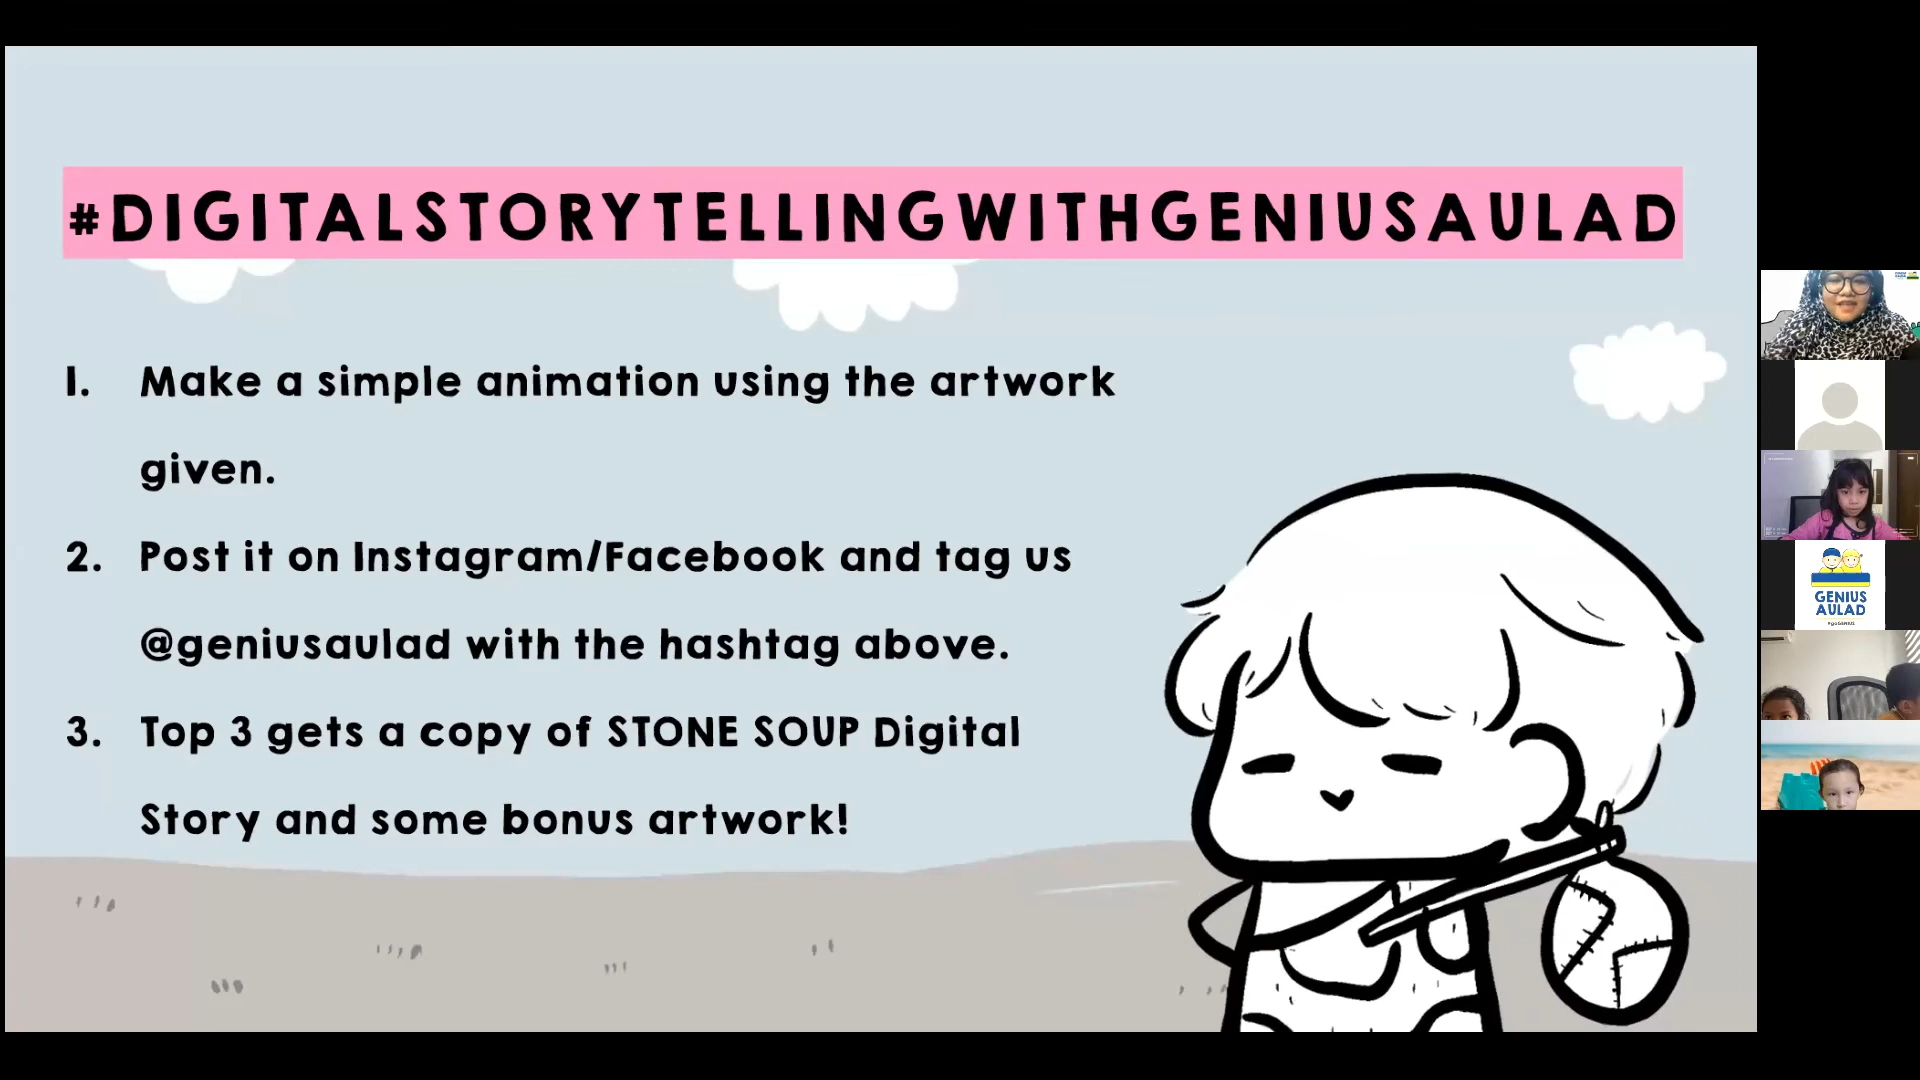 #DIGITALSTORYTELLINGWITHGENIUSAULAD
1. Make a simple animation using the artwork
given.
2. Post it on Instagram/Facebook and tag us
@geniusaulad with the hashtag above.
3. Top 3 gets a copy of STONE SOUP Digital
Story and some bonus artwork!
GENIUS
AULAD
#goGENIUS